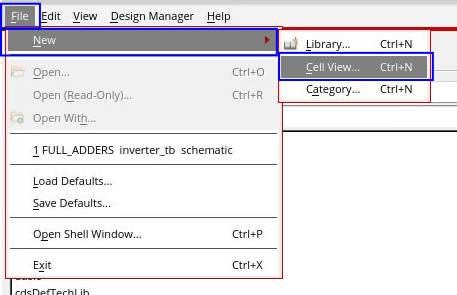 File Edit View Design Manager Help
New
Library... Ctrl+N
Cell View... Ctrl+N
Category... Ctrl+N
Open... Ctrl+O
Open (Read-Only)... Ctrl+R
Open With...
1 FULL_ADDERS inverter_tb schematic
Load Defaults...
Save Defaults...
Open Shell Window... Ctrl+P
Exit Ctrl+X
cdsDefTechLib